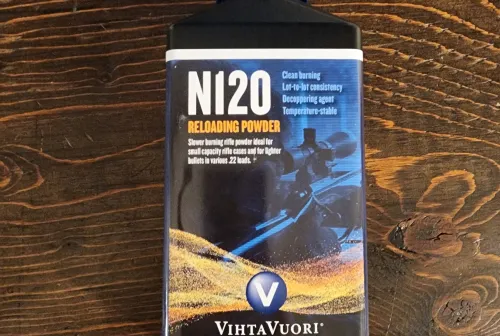 N120
RELOADING POWDER
Slower burning rifle powder ideal for
small capacity rifle cases and for lighter
bullets in various .22 loads.
Clean burning
Lot-to-lot consistency
Decoppering agent
Temperature-stable
V
VIHTAVUORI®